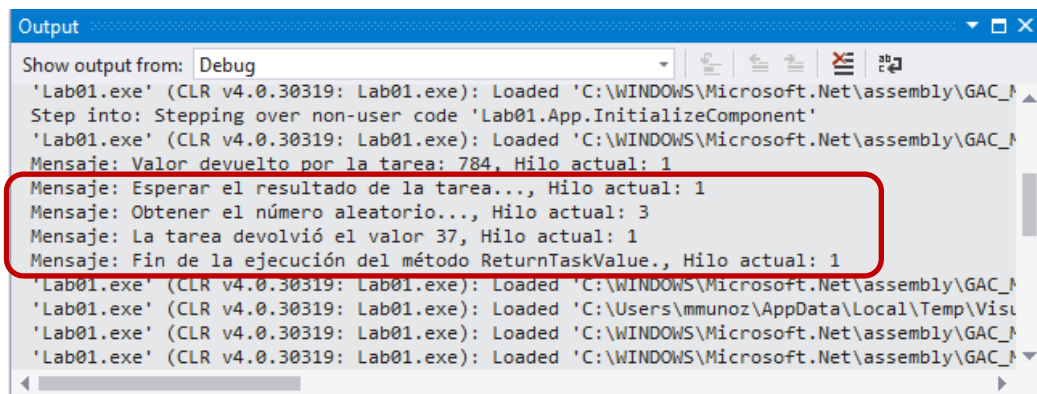 Output
Show output from: Debug
'Lab01.exe' (CLR v4.0.30319: Lab01.exe): Loaded 'C:\WINDOWS\Microsoft.Net\assembly\GAC_M
Step into: Stepping over non-user code 'Lab01.App.InitializeComponent'
'Lab01.exe' (CLR v4.0.30319: Lab01.exe): Loaded 'C:\WINDOWS\Microsoft.Net\assembly\GAC_M
Mensaje: Valor devuelto por la tarea: 784, Hilo actual: 1
Mensaje: Esperar el resultado de la tarea..., Hilo actual: 1
Mensaje: Obtener el número aleatorio..., Hilo actual: 3
Mensaje: La tarea devolvió el valor 37, Hilo actual: 1
Mensaje: Fin de la ejecución del método ReturnTaskValue., Hilo actual: 1
'Lab01.exe' (CLR v4.0.30319: Lab01.exe): Loaded 'C:\WINDOWS\Microsoft.Net\assembly\GAC_M
'Lab01.exe' (CLR v4.0.30319: Lab01.exe): Loaded 'C:\Users\mmunoz\AppData\Local\Temp\Visu
'Lab01.exe' (CLR v4.0.30319: Lab01.exe): Loaded 'C:\WINDOWS\Microsoft.Net\assembly\GAC_M
'Lab01.exe' (CLR v4.0.30319: Lab01.exe): Loaded 'C:\WINDOWS\Microsoft.Net\assembly\GAC_M